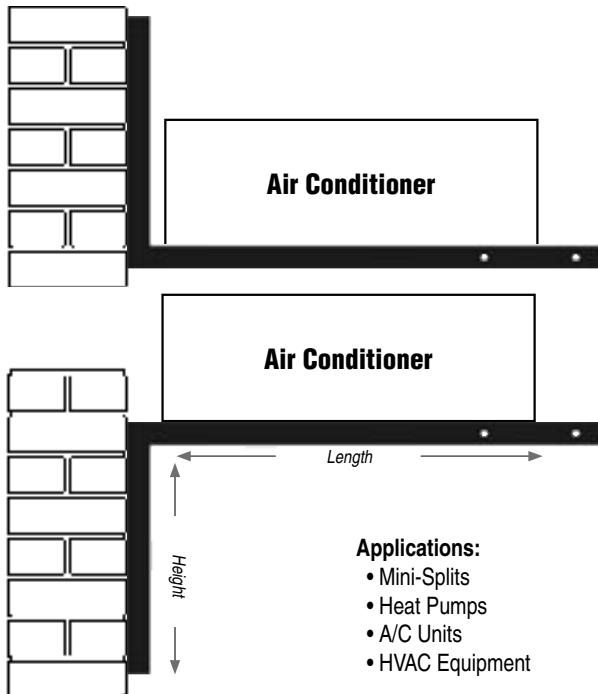 Air Conditioner
Air Conditioner
Length
Height
Applications:
• Mini-Splits
• Heat Pumps
• A/C Units
• HVAC Equipment